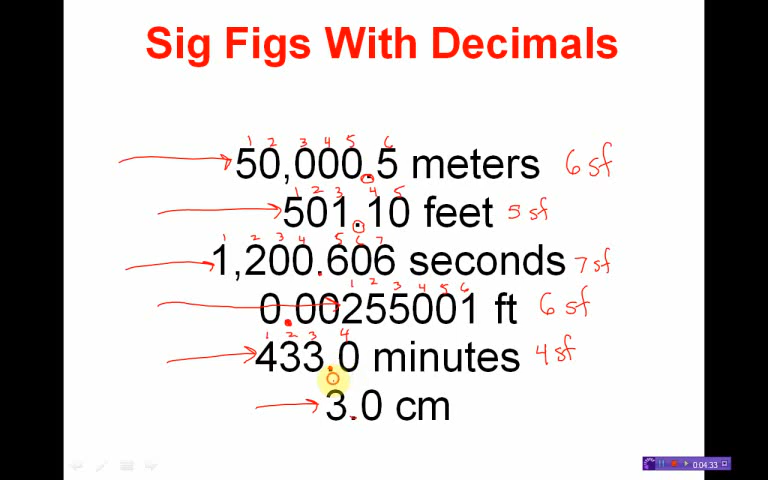 Sig Figs With Decimals
1 2 3 4 5 6
50,000.5 meters 6 sf
1 2 3 4 5
501.10 feet 5 sf
1 2 3 4 5 6 7
1,200.606 seconds 7 sf
1 2 3 4 5 6
0.00255001 ft 6 sf
1 2 3 4
433.0 minutes 4 sf
3.0 cm
0:04:33